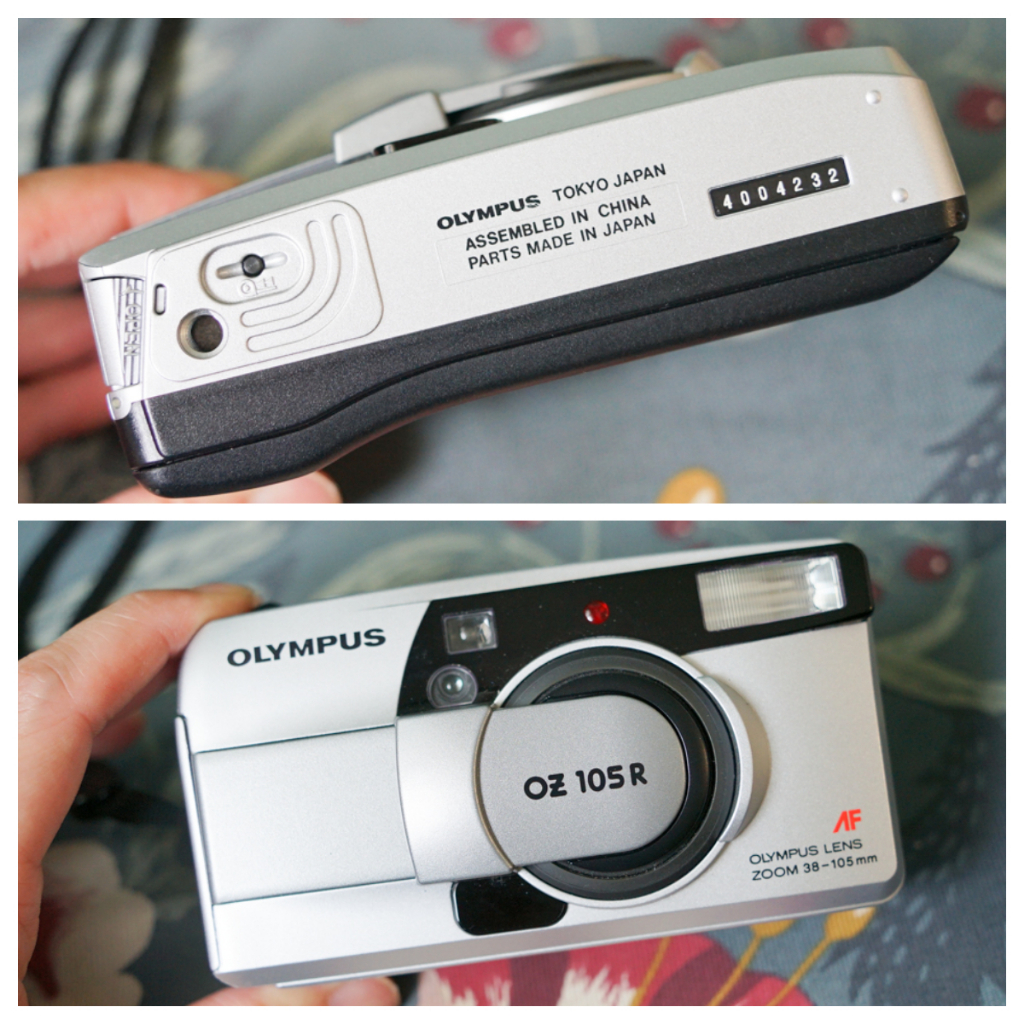 OLYMPUS TOKYO JAPAN
ASSEMBLED IN CHINA
PARTS MADE IN JAPAN
4004232
OLYMPUS
OZ 105 R
AF
OLYMPUS LENS
ZOOM 38-105mm